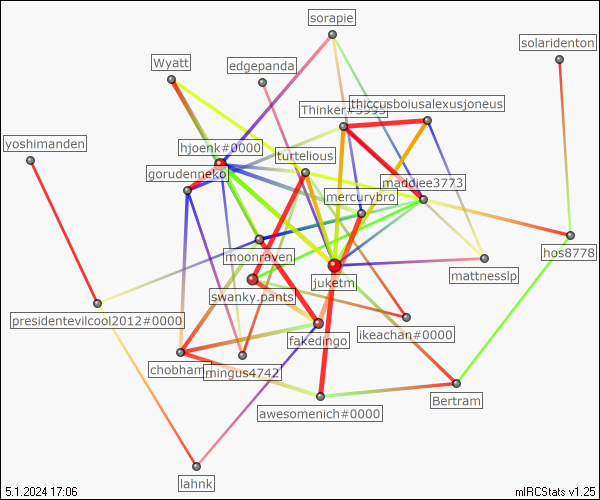 sorapie
solaridenton
Wyatt
edgepanda
Thinker#5995
thiccusboiusalexusjoneus
yoshimanden
hjoenk#0000
turtelious
gorudenneko
maddiee3773
mercurybro
hos8778
moonraven
mattnesslp
juketm
swanky.pants
presidentevilcool2012#0000
ikeachan#0000
fakedingo
chobham
mingus4742
Bertram
awesomenich#0000
lahnk
5.1.2024 17:06
mIRCStats v1.25